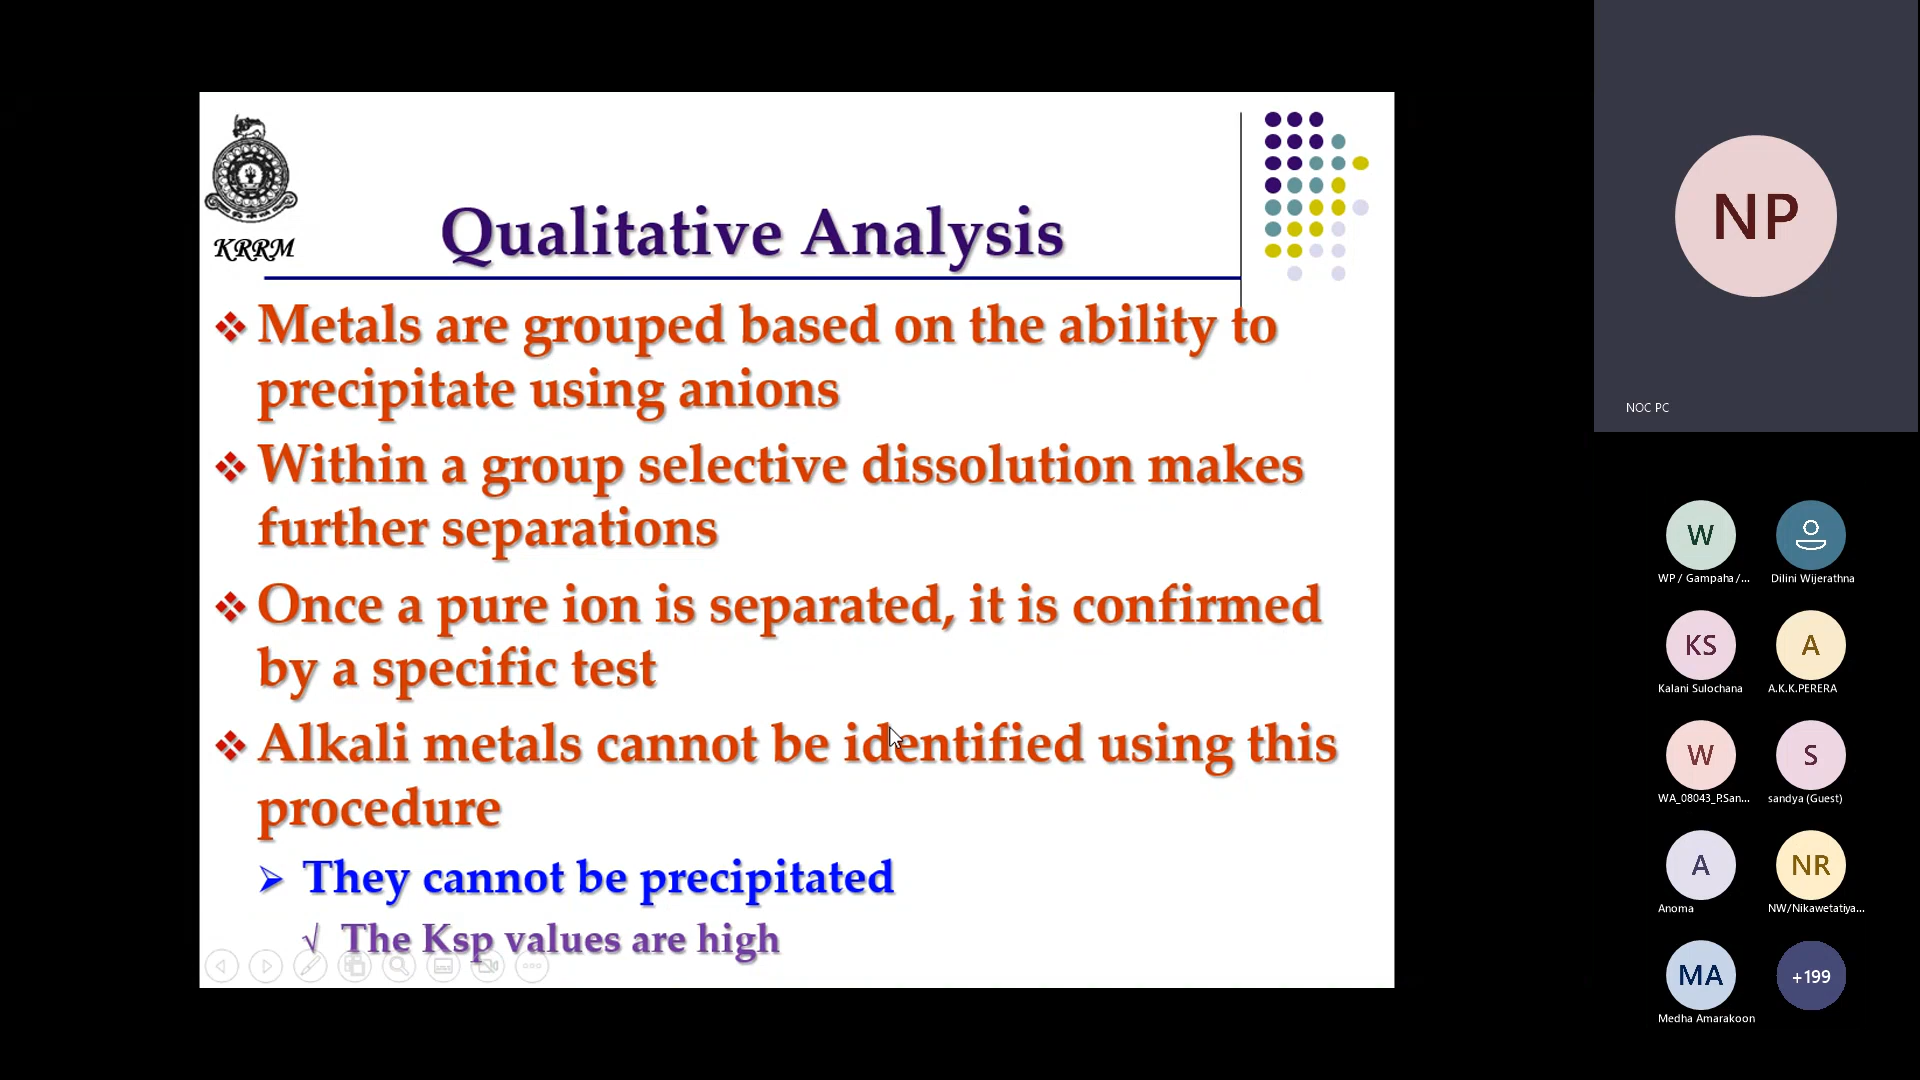 KRRM
Qualitative Analysis
Metals are grouped based on the ability to
precipitate using anions
Within a group selective dissolution makes
further separations
Once a pure ion is separated, it is confirmed
by a specific test
Alkali metals cannot be identified using this
procedure
They cannot be precipitated
√ The Ksp values are high
NP
NOC PC
W
WP / Gampaha /...
Dilini Wijerathna
KS
Kalani Sulochana
A
A.K.K.PERERA
W
WA_08043_P.San...
S
sandya (Guest)
A
Anoma
NR
NW/Nikawetatiya...
MA
Medha Amarakoon
+199